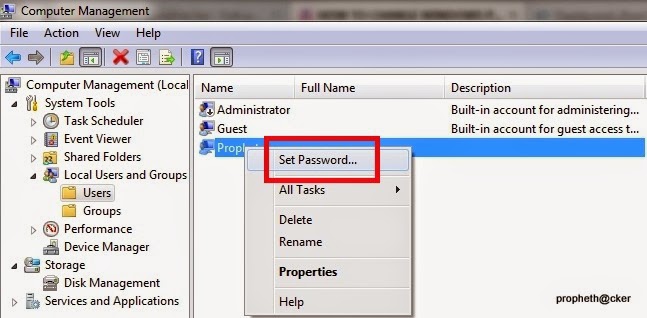 Computer Management
File Action View Help
Computer Management (Local
System Tools
Task Scheduler
Event Viewer
Shared Folders
Local Users and Groups
Users
Groups
Performance
Device Manager
Storage
Disk Management
Services and Applications
Name Full Name Description
Administrator Built-in account for administering...
Guest Built-in account for guest access t...
Set Password...
All Tasks
Delete
Rename
Properties
Help
propheth@cker